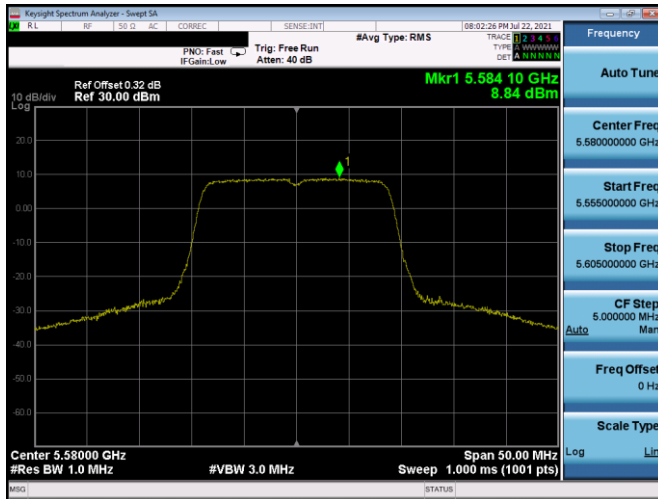 Keysight Spectrum Analyzer - Swept SA
RL RF 50 Ω AC CORREC SENSE:INT 08:02:26 PM Jul 22, 2021
#Avg Type: RMS TRACE 1 2 3 4 5 6
PNO: Fast Trig: Free Run TYPE A WWWWW
IFGain:Low Atten: 40 dB DET A N N N N N
Ref Offset 0.32 dB Mkr1 5.584 10 GHz
10 dB/div Ref 30.00 dBm 8.84 dBm
Log
20.0
10.0
1
0.00
-10.0
-20.0
-30.0
-40.0
-50.0
-60.0
Center 5.58000 GHz Span 50.00 MHz
#Res BW 1.0 MHz #VBW 3.0 MHz Sweep 1.000 ms (1001 pts)
MSG STATUS
Frequency
Auto Tune
Center Freq
5.580000000 GHz
Start Freq
5.555000000 GHz
Stop Freq
5.605000000 GHz
CF Step
5.000000 MHz
Auto Man
Freq Offset
0 Hz
Scale Type
Log Lin